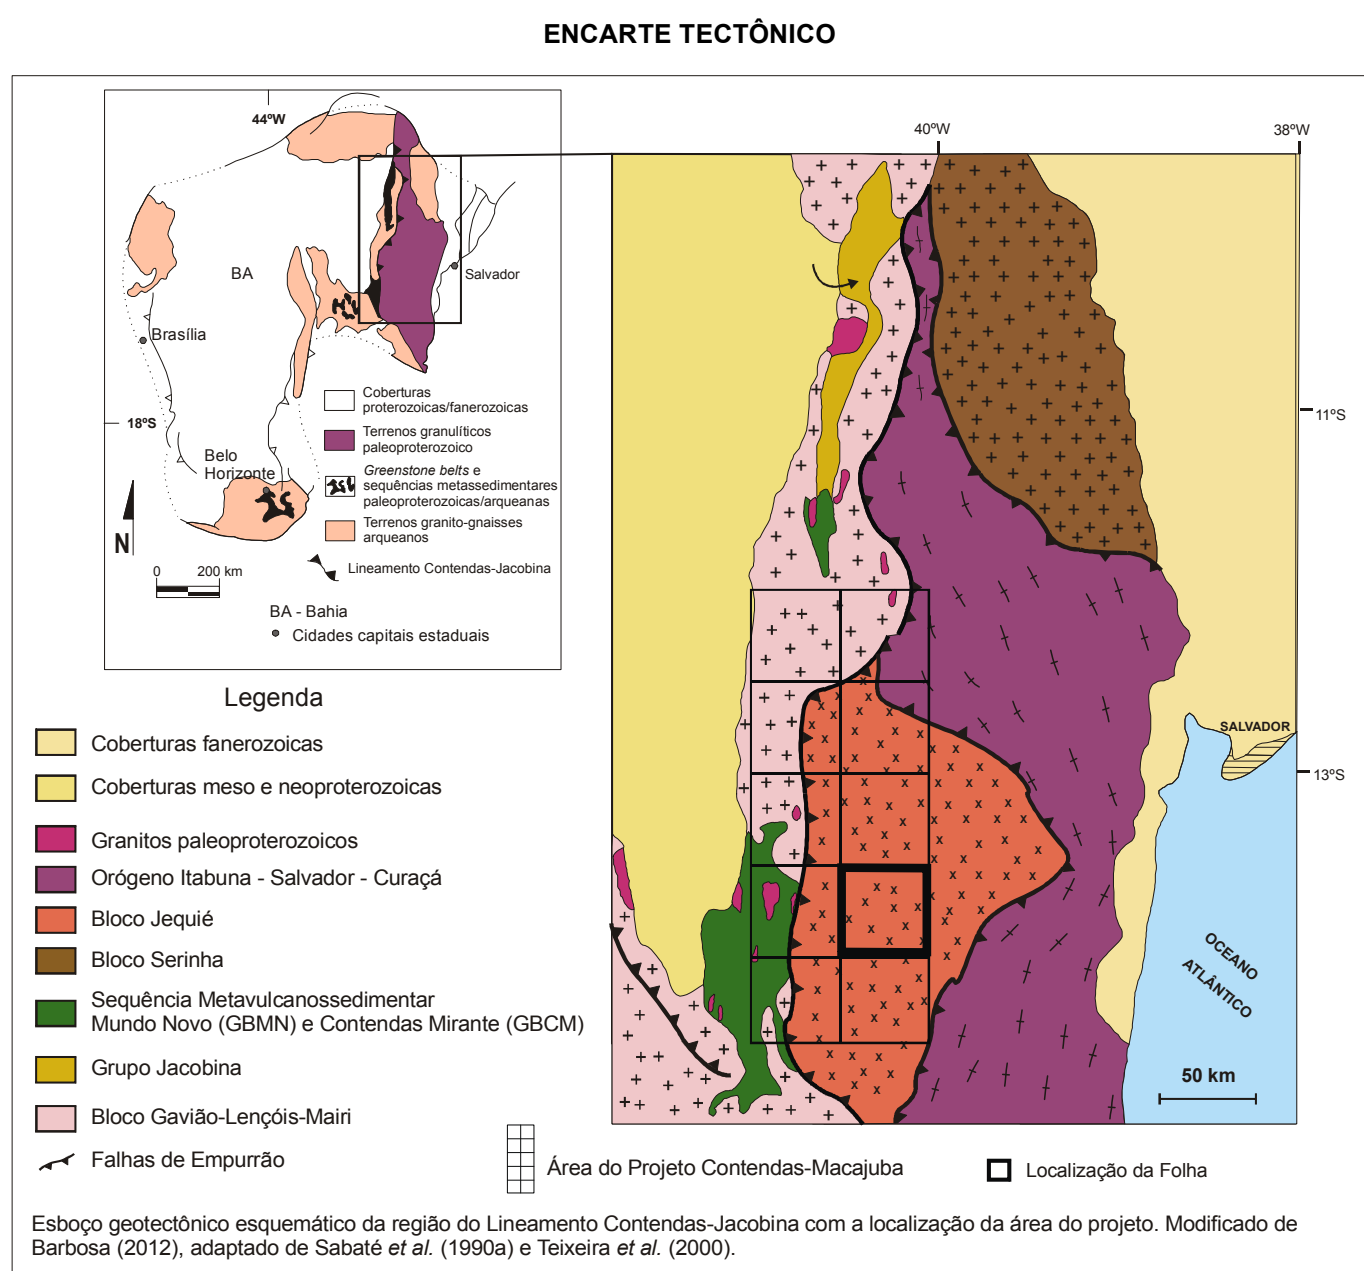 ENCARTE TECTÔNICO
44ºW
BA
Salvador
Brasília
18ºS
Belo
Horizonte
N
0 200 km
Coberturas
proterozoicas/fanerozoicas
Terrenos granulíticos
paleoproterozoico
Greenstone belts e
sequências metassedimentares
paleoproterozoicas/arqueanas
Terrenos granito-gnaisses
arqueanos
Lineamento Contendas-Jacobina
BA - Bahia
Cidades capitais estaduais
40ºW
38ºW
11ºS
13ºS
SALVADOR
OCEANO
ATLÂNTICO
50 km
Legenda
Coberturas fanerozoicas
Coberturas meso e neoproterozoicas
Granitos paleoproterozoicos
Orógeno Itabuna - Salvador - Curaçá
Bloco Jequié
Bloco Serinha
Sequência Metavulcanossedimentar
Mundo Novo (GBMN) e Contendas Mirante (GBCM)
Grupo Jacobina
Bloco Gavião-Lençóis-Mairi
Falhas de Empurrão
Área do Projeto Contendas-Macajuba
Localização da Folha
Esboço geotectônico esquemático da região do Lineamento Contendas-Jacobina com a localização da área do projeto. Modificado de
Barbosa (2012), adaptado de Sabaté et al. (1990a) e Teixeira et al. (2000).